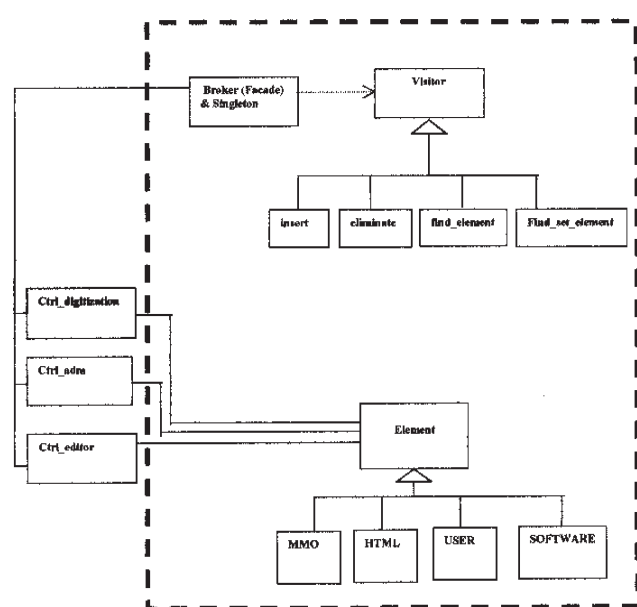 Broker (Facade)
& Singleton
Visitor
insert
eliminate
find_element
Find_set_element
Ctrl_digitization
Ctrl_adm
Ctrl_editor
Element
MMO
HTML
USER
SOFTWARE